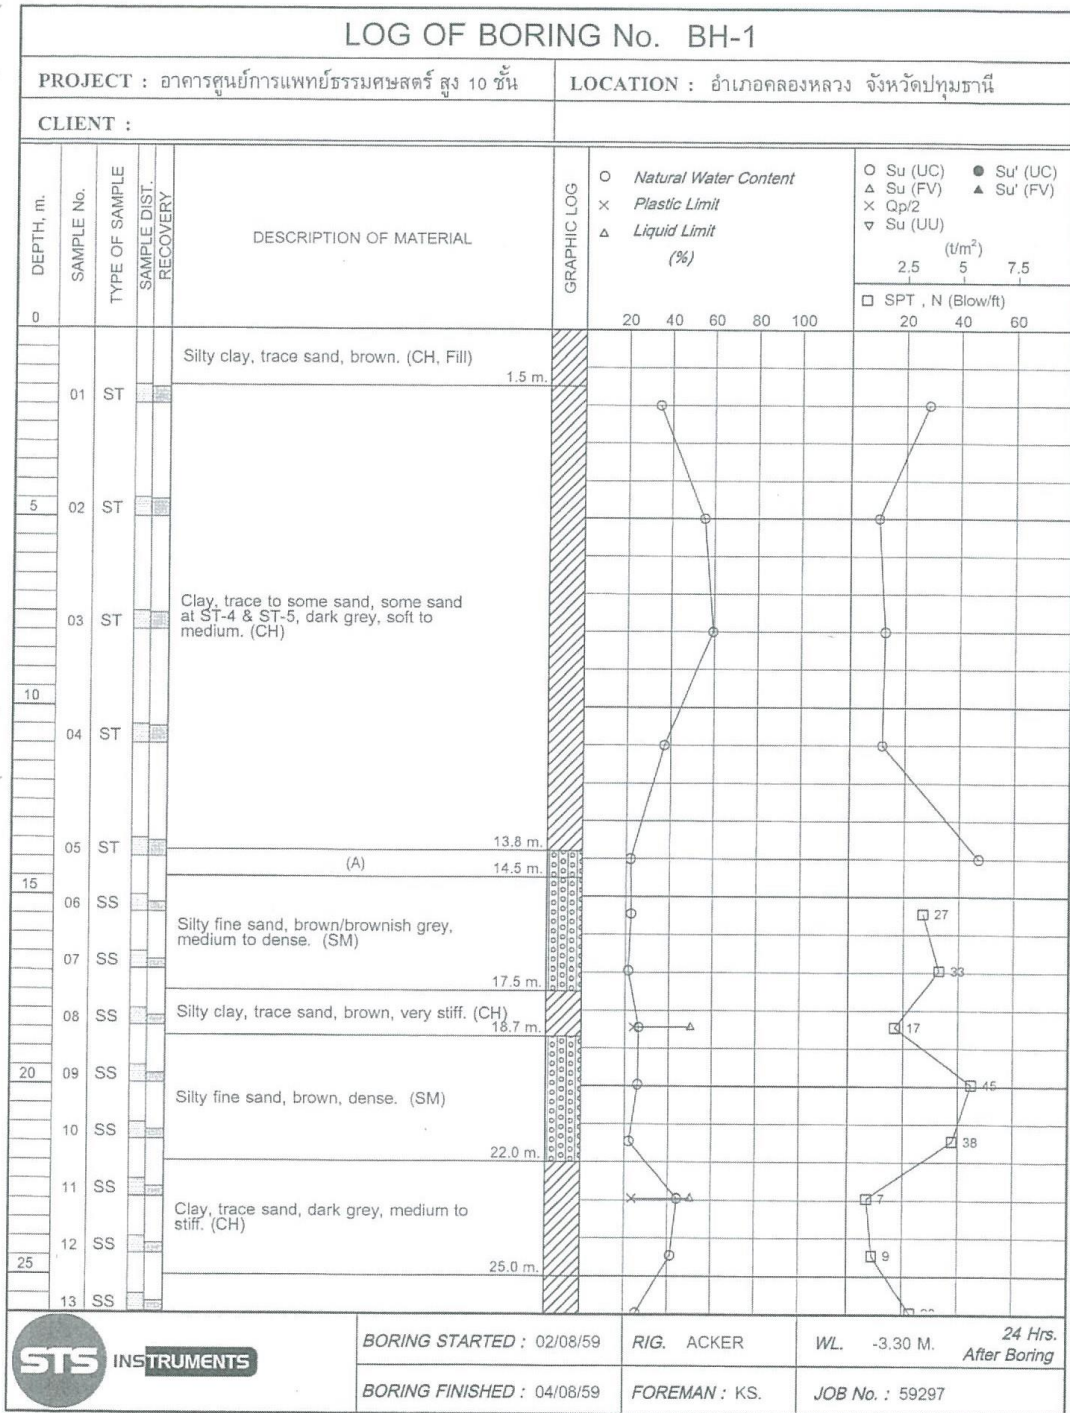 LOG OF BORING No. BH-1
PROJECT : อาคารศูนย์การแพทย์ธรรมศษสตร์ สูง 10 ชั้น
LOCATION : อำเภอคลองหลวง จังหวัดปทุมธานี
CLIENT :
DEPTH, m.
SAMPLE No.
TYPE OF SAMPLE
SAMPLE DIST.
RECOVERY
DESCRIPTION OF MATERIAL
GRAPHIC LOG
○ Natural Water Content
× Plastic Limit
△ Liquid Limit
(%)
○ Su (UC) ● Su' (UC)
△ Su (FV) ▲ Su' (FV)
× Qp/2
▽ Su (UU)
(t/m²)
2.5 5 7.5
□ SPT , N (Blow/ft)
0
20 40 60 80 100
20 40 60
Silty clay, trace sand, brown. (CH, Fill)
1.5 m.
01 ST
5 02 ST
Clay, trace to some sand, some sand
at ST-4 & ST-5, dark grey, soft to
medium. (CH)
03 ST
10
04 ST
13.8 m.
05 ST
(A)
14.5 m.
15
06 SS
27
Silty fine sand, brown/brownish grey,
medium to dense. (SM)
07 SS
33
17.5 m.
08 SS
Silty clay, trace sand, brown, very stiff. (CH)
18.7 m.
17
20 09 SS
45
Silty fine sand, brown, dense. (SM)
10 SS
38
22.0 m.
11 SS
7
Clay, trace sand, dark grey, medium to
stiff. (CH)
12 SS
9
25
25.0 m.
13 SS
STS INSTRUMENTS
BORING STARTED : 02/08/59
RIG. ACKER
WL. -3.30 M.
24 Hrs.
After Boring
BORING FINISHED : 04/08/59
FOREMAN : KS.
JOB No. : 59297